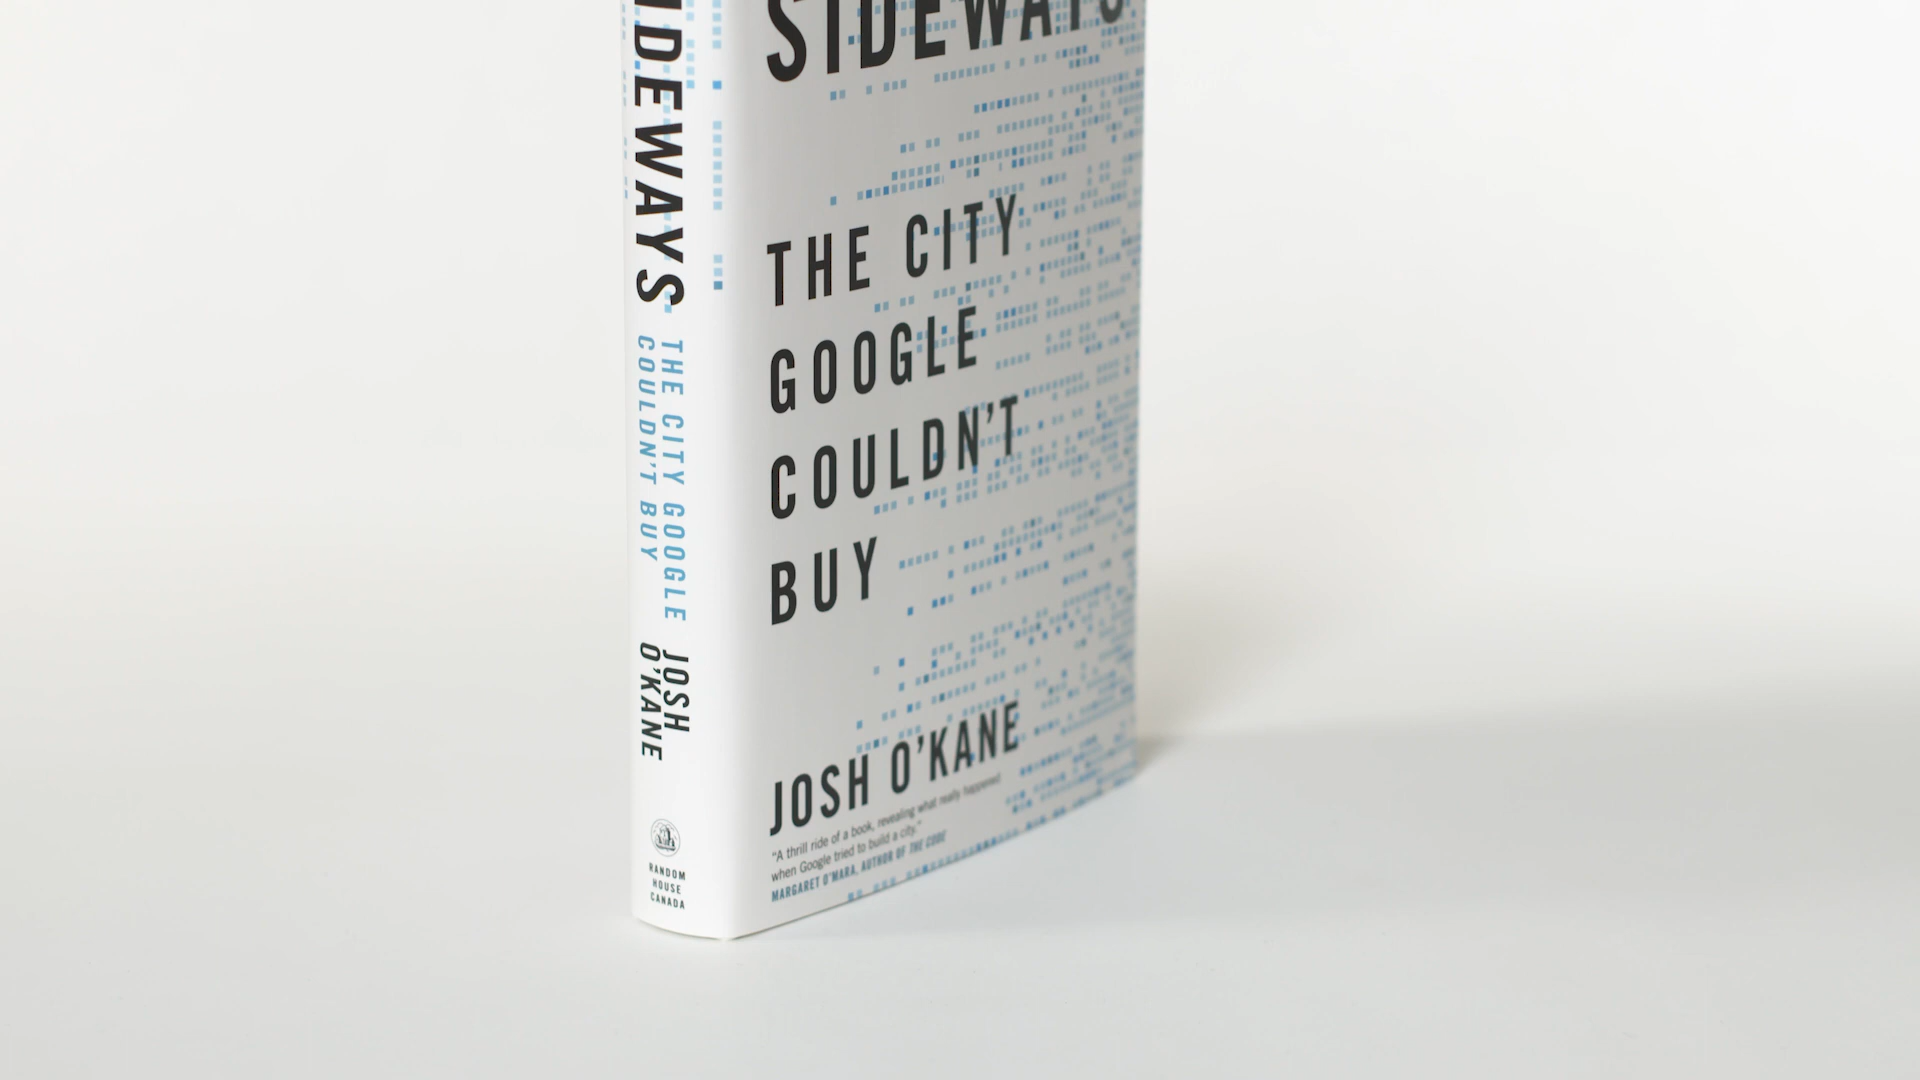 SIDEWAYS
THE CITY
GOOGLE
COULDN'T
BUY
JOSH O'KANE
“A thrill ride of a book, revealing what really happened
when Google tried to build a city.”
MARGARET O'MARA, AUTHOR OF THE CODE
IDEWAYS
THE CITY GOOGLE
COULDN'T BUY
JOSH
O'KANE
RANDOM
HOUSE
CANADA